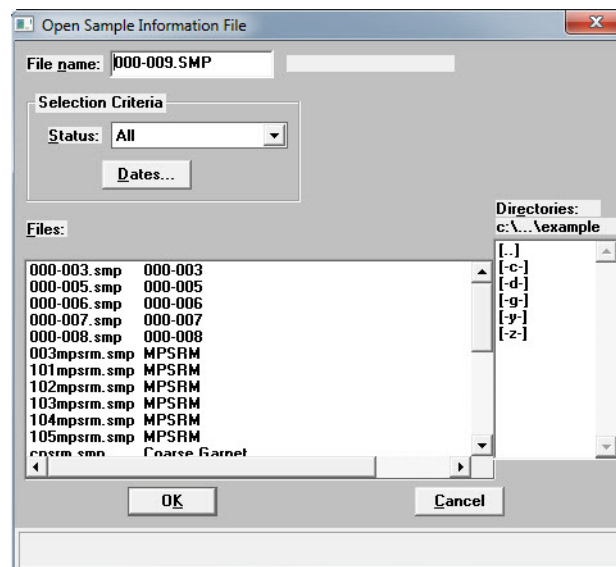 Open Sample Information File
File name: 000-009.SMP
Selection Criteria
Status: All
Dates...
Directories:
c:\...\example
Files:
000-003.smp 000-003
000-005.smp 000-005
000-006.smp 000-006
000-007.smp 000-007
000-008.smp 000-008
003mpsrm.smp MPSRM
101mpsrm.smp MPSRM
102mpsrm.smp MPSRM
103mpsrm.smp MPSRM
104mpsrm.smp MPSRM
105mpsrm.smp MPSRM
cpsrm.smp Coarse Garnet
[..]
[-c-]
[-d-]
[-g-]
[-y-]
[-z-]
OK
Cancel